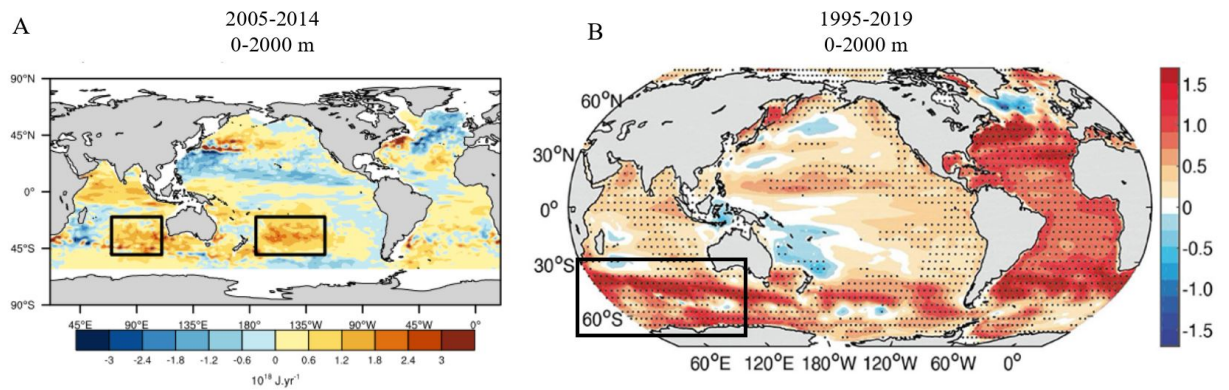 A
2005-2014
0-2000 m
90°N
45°N
0°
45°S
90°S
45°E 90°E 135°E 180° 135°W 90°W 45°W 0°
-3 -2.4 -1.8 -1.2 -0.6 0 0.6 1.2 1.8 2.4 3
10¹⁸ J.yr⁻¹
B
1995-2019
0-2000 m
60°N
30°N
0°
30°S
60°S
60°E 120°E 180°W 120°W 60°W 0°
1.5
1.0
0.5
0
-0.5
-1.0
-1.5